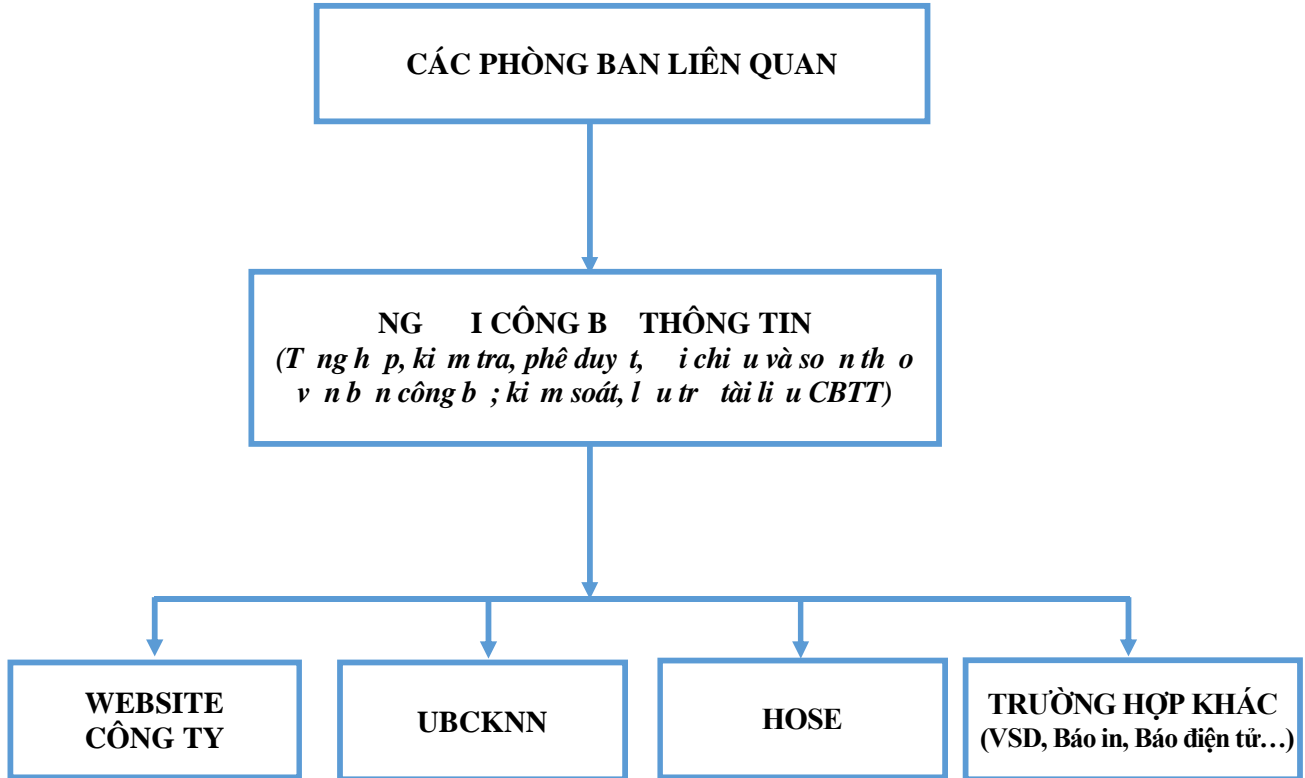 CÁC PHÒNG BAN LIÊN QUAN
NG I CÔNG B THÔNG TIN
(T ng h p, ki m tra, phê duy t, i chi u và so n th o
v n b n công b ; ki m soát, l u tr tài li u CBTT)
WEBSITE
CÔNG TY
UBCKNN
HOSE
TRƯỜNG HỢP KHÁC
(VSD, Báo in, Báo điện tử…)